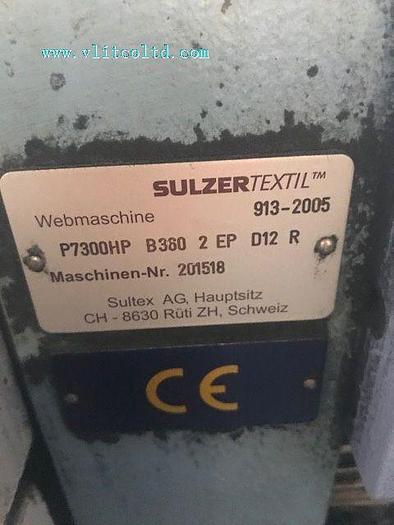 www.vlitcoltd.com
SULZERTEXTIL™
Webmaschine 913-2005
P7300HP B380 2 EP D12 R
Maschinen-Nr. 201518
Sultex AG, Hauptsitz
CH - 8630 Rüti ZH, Schweiz
CE